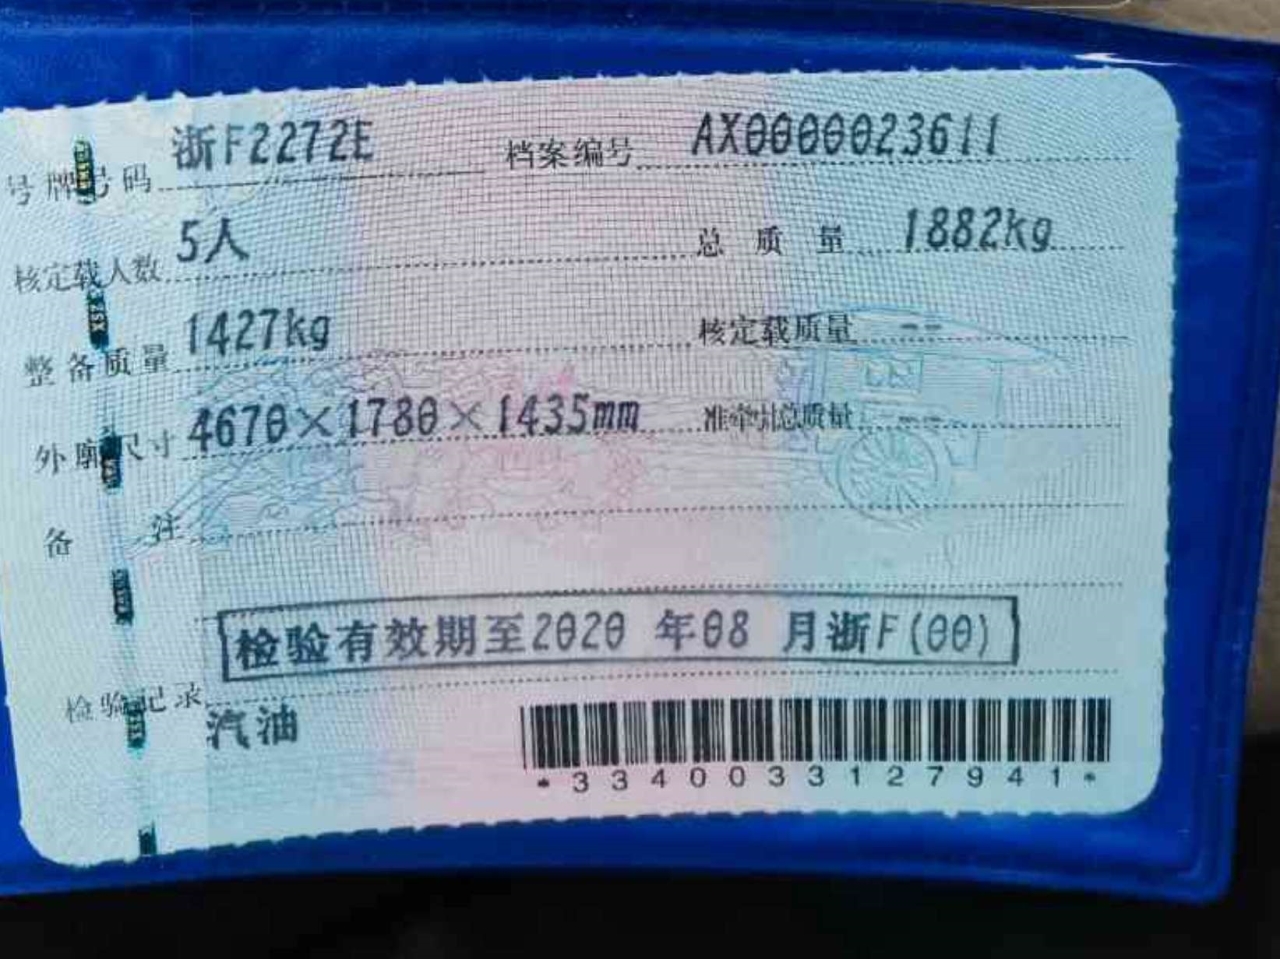 号牌号码 浙F2272E 档案编号 AX0000023611
核定载人数 5人 总质量 1882kg
整备质量 1427kg 核定载质量 --
外廓尺寸 4670×1780×1435mm 准牵引总质量 --
备注
检验有效期至2020 年08 月浙F(00)
检验记录
汽油
*3340033127941*